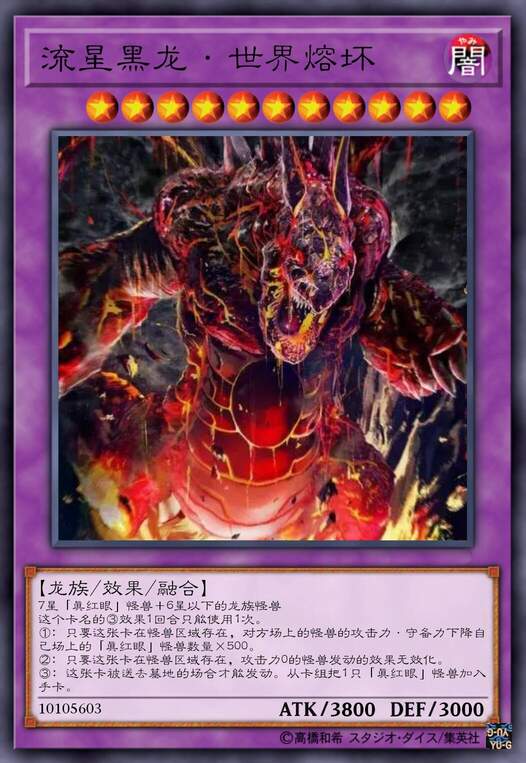 流星黑龙·世界熔坏
やみ
闇
【龙族/效果/融合】
7星「真红眼」怪兽＋6星以下的龙族怪兽
这个卡名的③效果1回合只能使用1次。
①：只要这张卡在怪兽区域存在，对方场上的怪兽的攻击力·守备力下降自
己场上的「真红眼」怪兽数量×500。
②：只要这张卡在怪兽区域存在，攻击力0的怪兽发动的效果无效化。
③：这张卡被送去墓地的场合才能发动。从卡组把1只「真红眼」怪兽加入
手卡。
10105603 ATK/3800 DEF/3000
©高橋和希 スタジオ·ダイス/集英社
YU-G